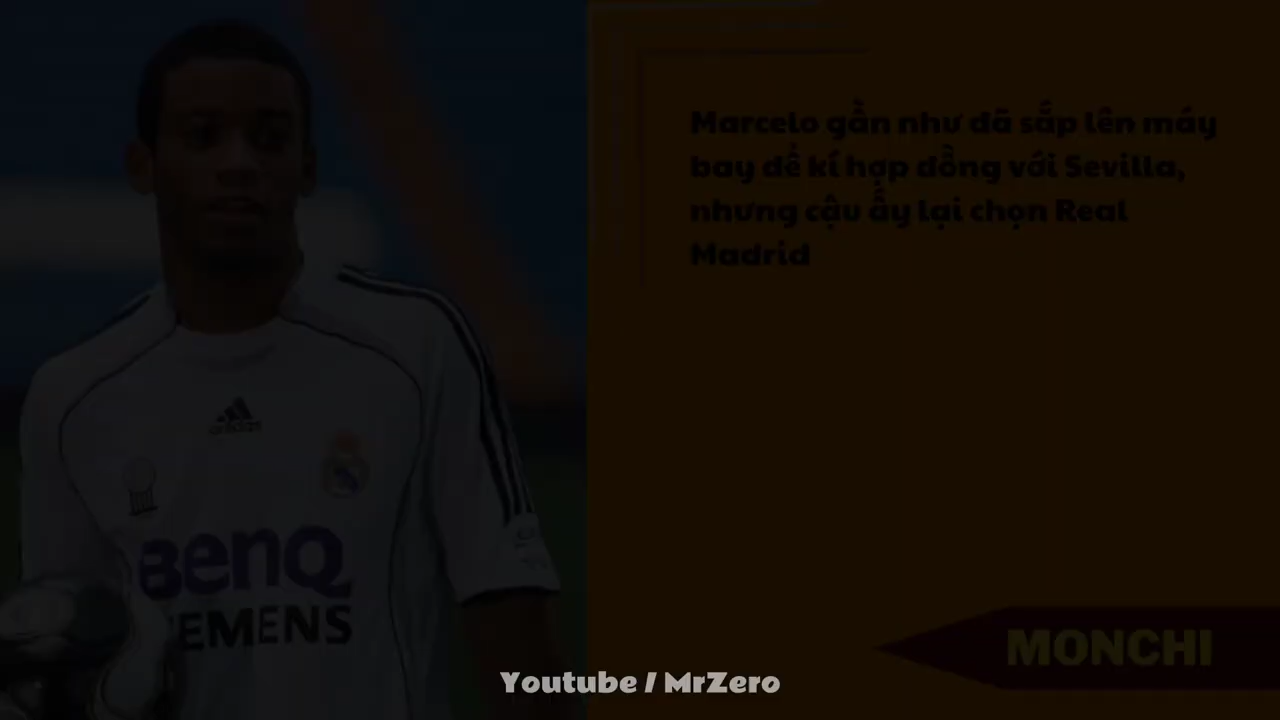 Marcelo gần như đã sắp lên máy
bay để kí hợp đồng với Sevilla,
nhưng cậu ấy lại chọn Real
Madrid
adidas
BenQ
SIEMENS
MONCHI
Youtube / MrZero